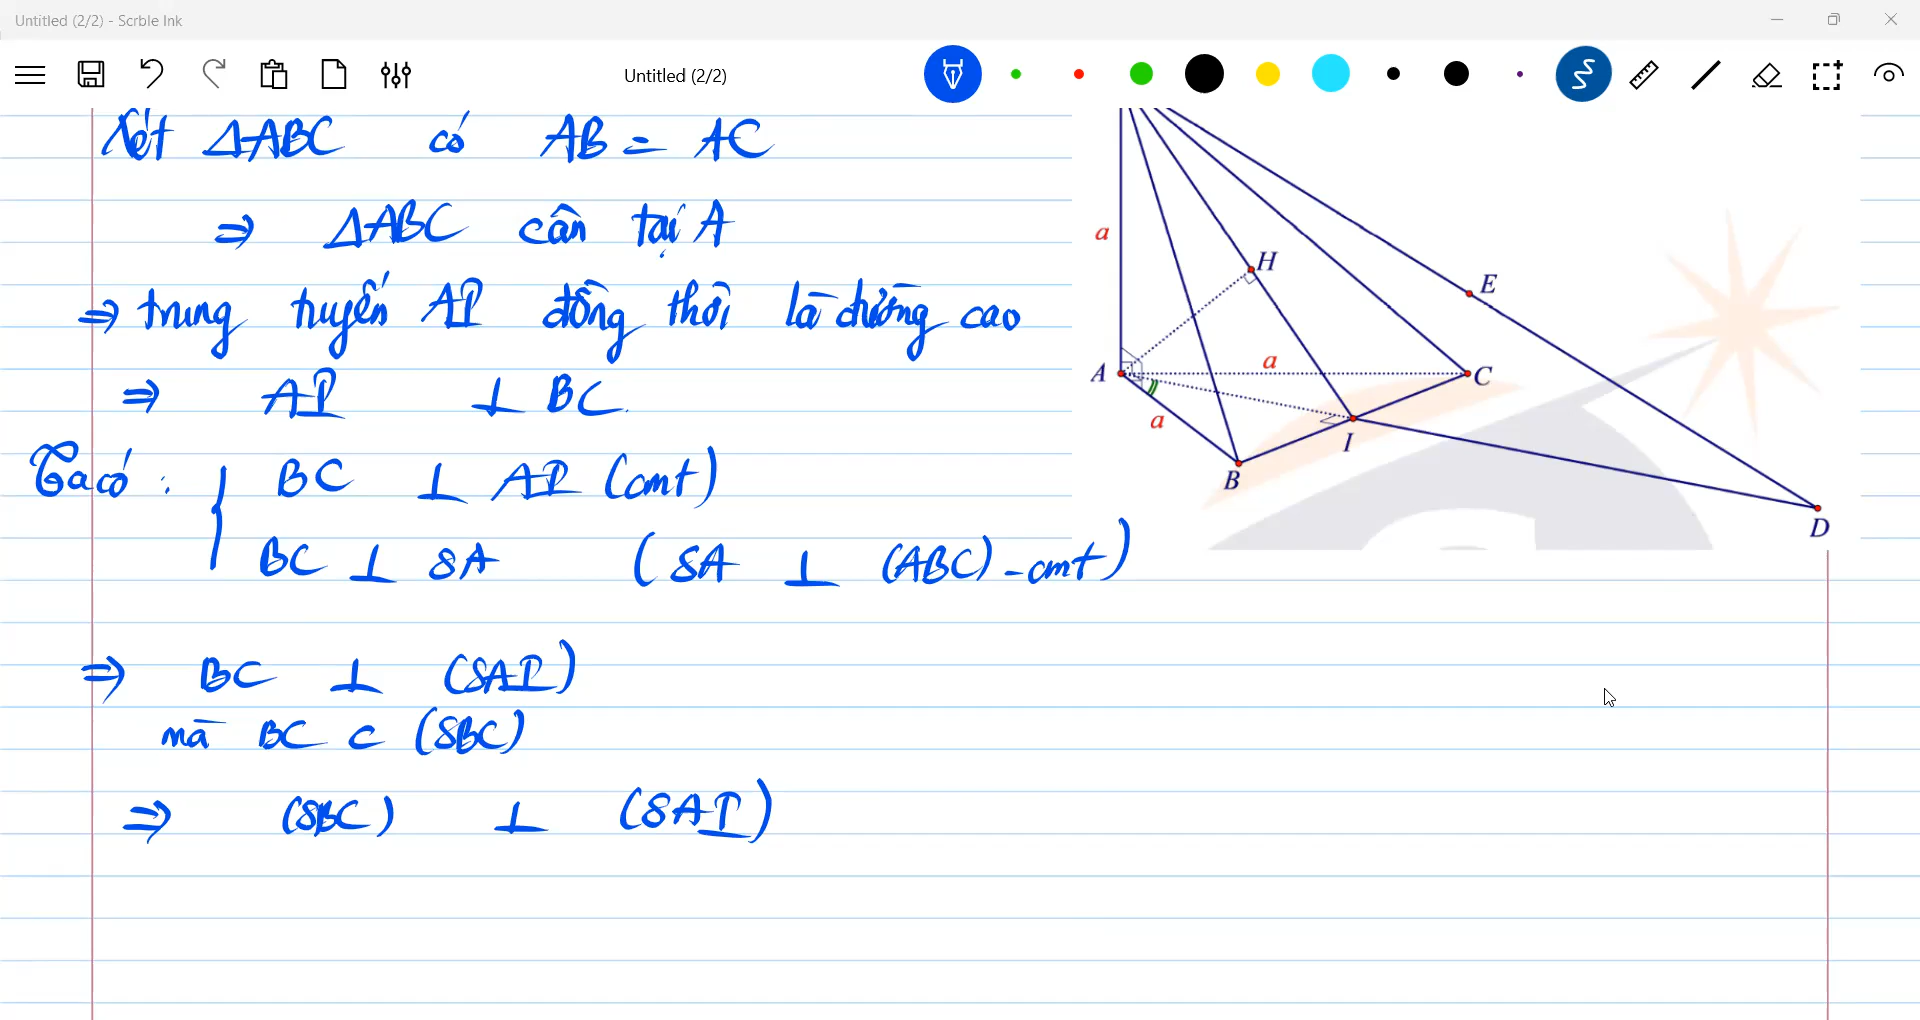 Untitled (2/2) - Scrble Ink
Untitled (2/2)
Xét ΔABC có AB = AC
⇒ ΔABC cân tại A
⇒ trung tuyến AI đồng thời là đường cao
⇒ AI ⊥ BC.
Ta có : { BC ⊥ AI (cmt)
BC ⊥ SA (SA ⊥ (ABC) - cmt)
⇒ BC ⊥ (SAI)
mà BC ⊂ (SBC)
⇒ (SBC) ⊥ (SAI)
a
H
E
A
a
C
a
I
B
D